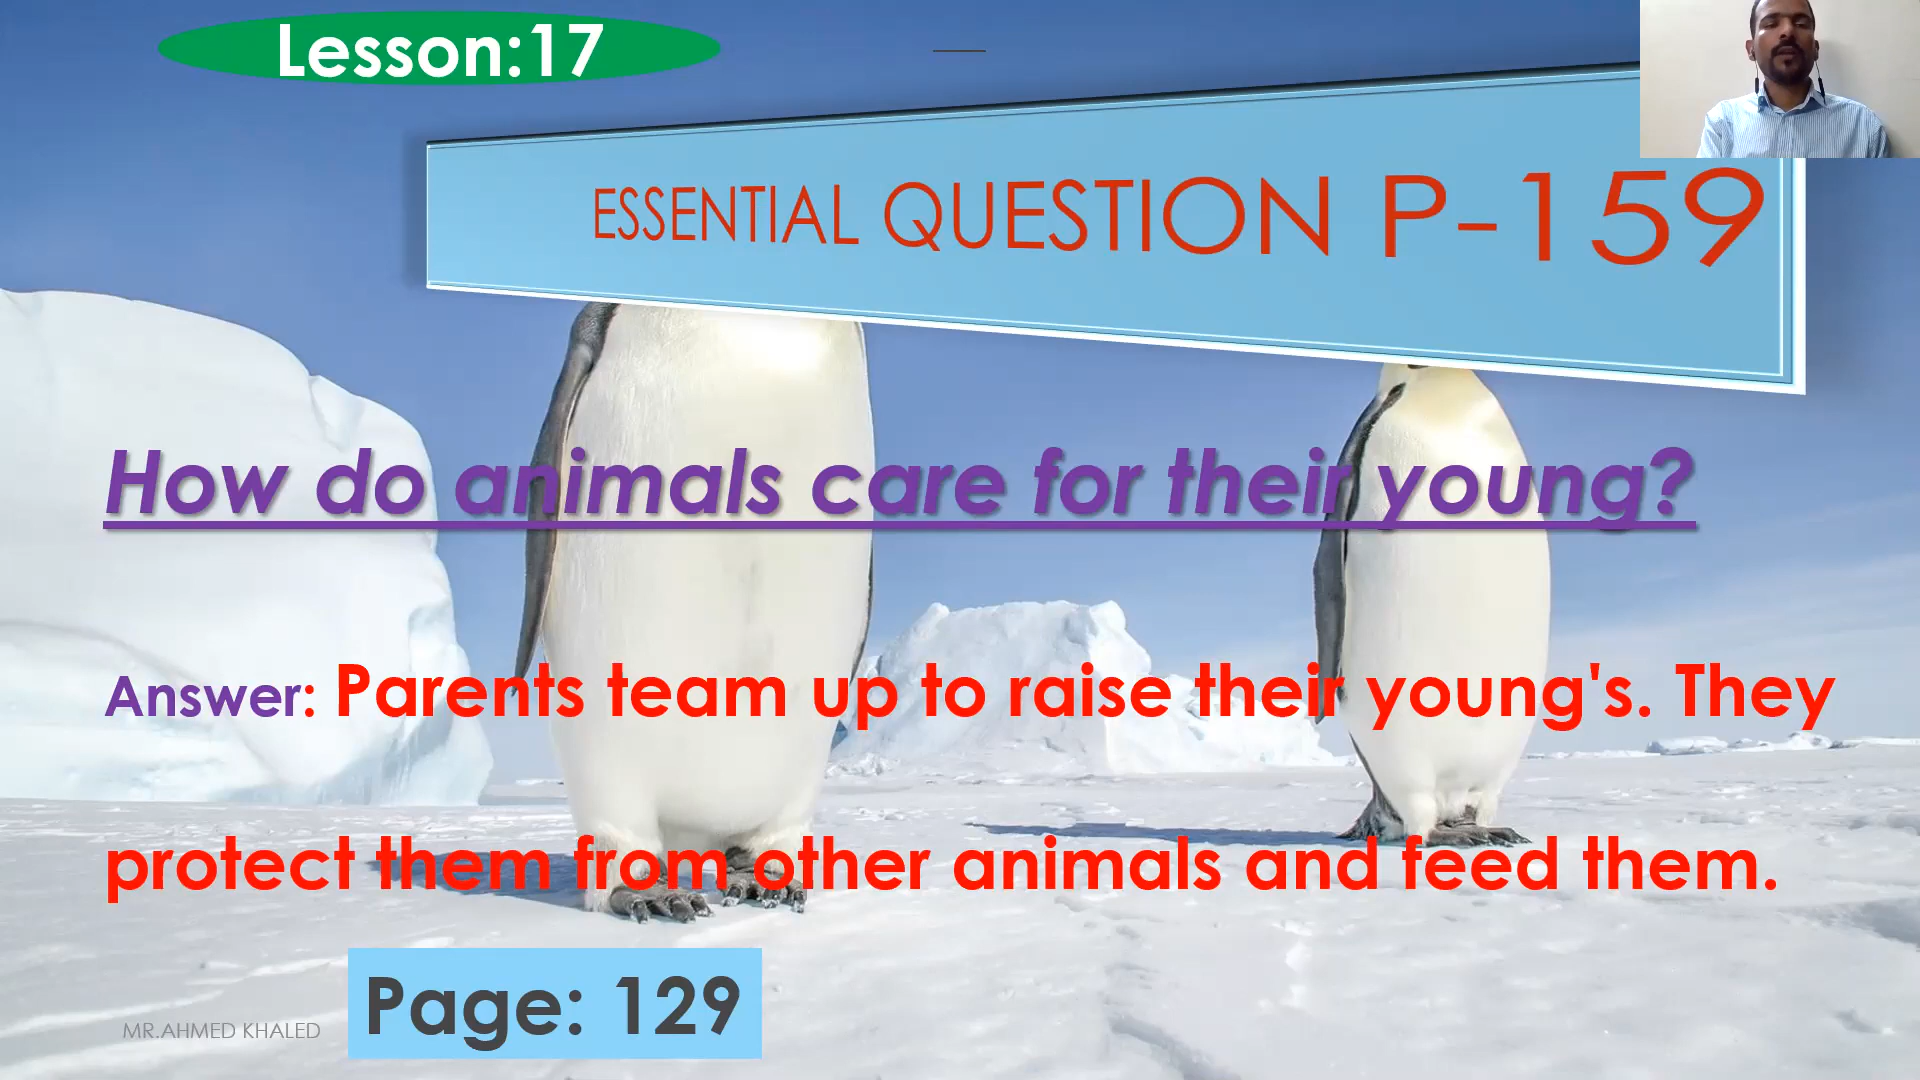 Lesson:17
ESSENTIAL QUESTION P-159
How do animals care for their young?
Answer: Parents team up to raise their young's. They
protect them from other animals and feed them.
Page: 129
MR.AHMED KHALED